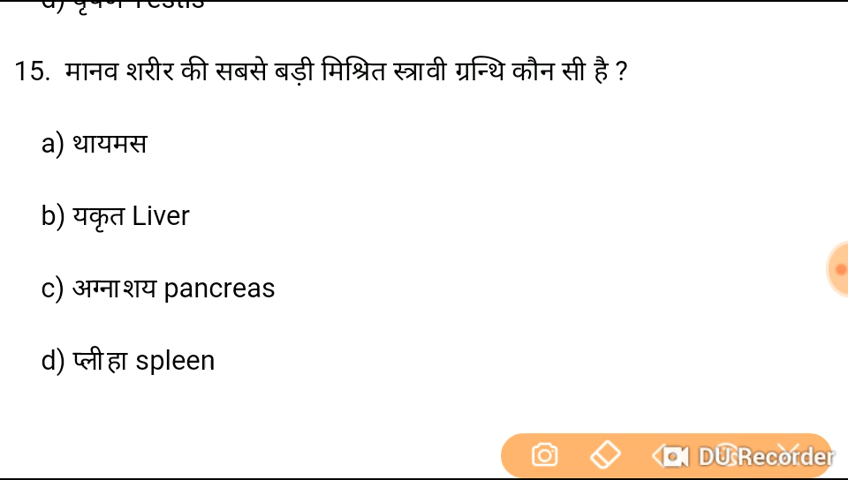 15. मानव शरीर की सबसे बड़ी मिश्रित स्त्रावी ग्रन्थि कौन सी है ?
a) थायमस
b) यकृत Liver
c) अग्नाशय pancreas
d) प्लीहा spleen
DU Recorder